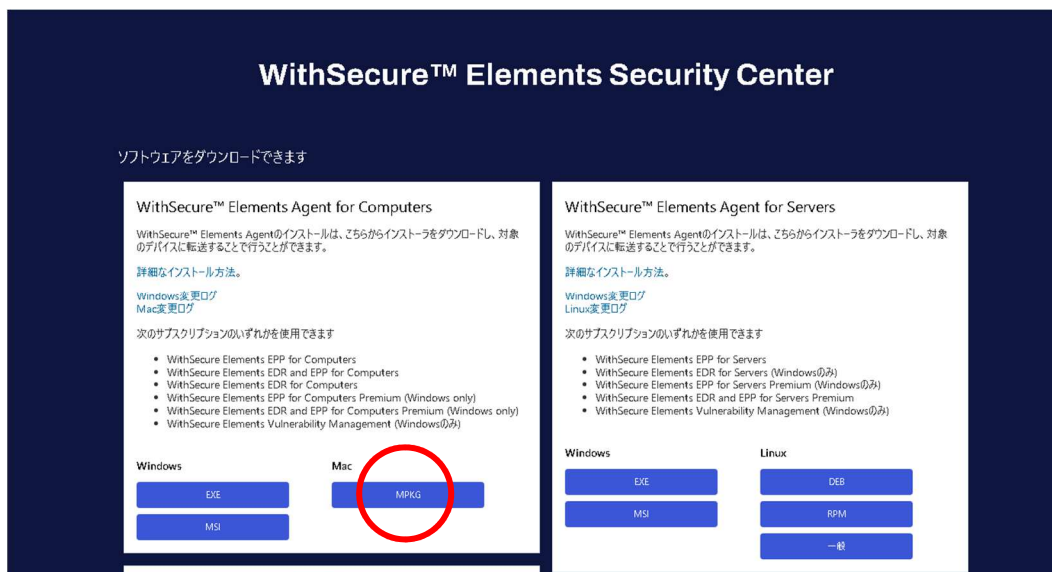 WithSecure™ Elements Security Center
ソフトウェアをダウンロードできます
WithSecure™ Elements Agent for Computers
WithSecure™ Elements Agentのインストールは、こちらからインストーラをダウンロードし、対象
のデバイスに転送することで行うことができます。
詳細なインストール方法。
Windows変更ログ
Mac変更ログ
次のサブスクリプションのいずれかを使用できます
• WithSecure Elements EPP for Computers
• WithSecure Elements EDR and EPP for Computers
• WithSecure Elements EDR for Computers
• WithSecure Elements EPP for Computers Premium (Windows only)
• WithSecure Elements EDR and EPP for Computers Premium (Windows only)
• WithSecure Elements Vulnerability Management (Windowsのみ)
Windows
EXE
MSI
Mac
MPKG
WithSecure™ Elements Agent for Servers
WithSecure™ Elements Agentのインストールは、こちらからインストーラをダウンロードし、対象
のデバイスに転送することで行うことができます。
詳細なインストール方法。
Windows変更ログ
Linux変更ログ
次のサブスクリプションのいずれかを使用できます
• WithSecure Elements EPP for Servers
• WithSecure Elements EDR for Servers (Windowsのみ)
• WithSecure Elements EPP for Servers Premium (Windowsのみ)
• WithSecure Elements EDR and EPP for Servers Premium
• WithSecure Elements Vulnerability Management (Windowsのみ)
Windows
EXE
MSI
Linux
DEB
RPM
一般